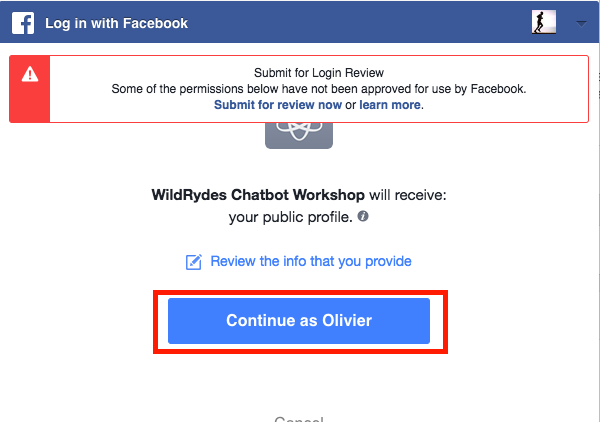 Log in with Facebook
Submit for Login Review
Some of the permissions below have not been approved for use by Facebook.
Submit for review now or learn more.
WildRydes Chatbot Workshop will receive:
your public profile.
Review the info that you provide
Continue as Olivier
Cancel